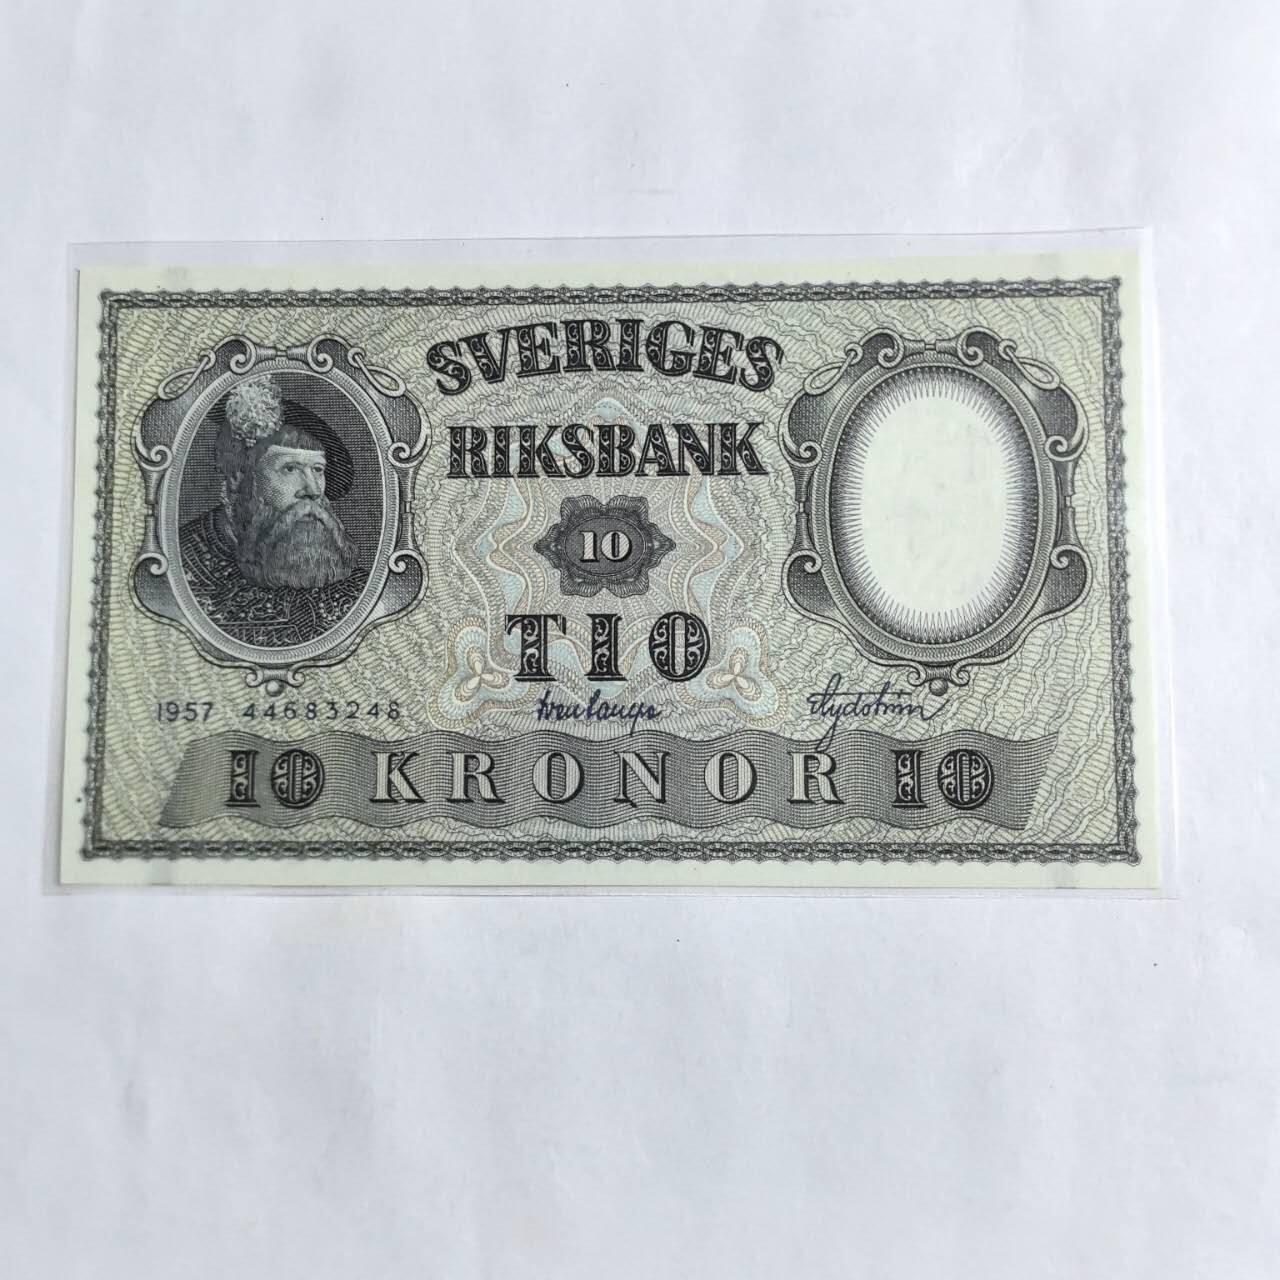 SVERIGES
RIKSBANK
10
TIO
1957 44683248
10 KRONOR 10